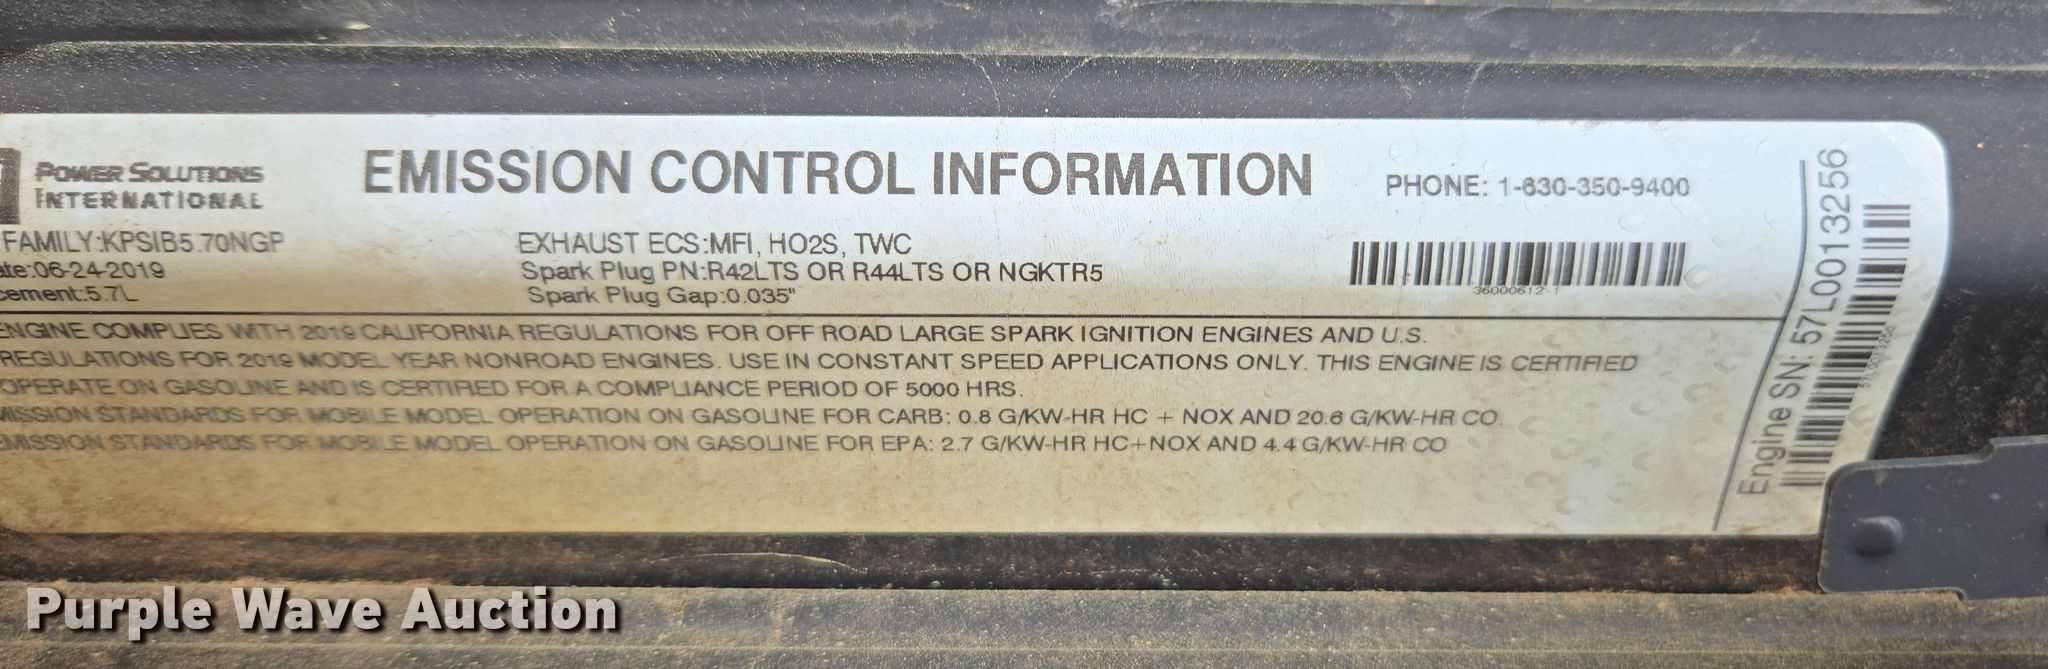 POWER SOLUTIONS
INTERNATIONAL
EMISSION CONTROL INFORMATION
PHONE: 1-630-350-9400
FAMILY:KPSIB5.70NGP
ate:06-24-2019
cement:5.7L
EXHAUST ECS:MFI, HO2S, TWC
Spark Plug PN:R42LTS OR R44LTS OR NGKTR5
Spark Plug Gap:0.035"
36000612-1
ENGINE COMPLIES WITH 2019 CALIFORNIA REGULATIONS FOR OFF ROAD LARGE SPARK IGNITION ENGINES AND U.S.
REGULATIONS FOR 2019 MODEL YEAR NONROAD ENGINES. USE IN CONSTANT SPEED APPLICATIONS ONLY. THIS ENGINE IS CERTIFIED
OPERATE ON GASOLINE AND IS CERTIFIED FOR A COMPLIANCE PERIOD OF 5000 HRS.
MISSION STANDARDS FOR MOBILE MODEL OPERATION ON GASOLINE FOR CARB: 0.8 G/KW-HR HC + NOX AND 20.6 G/KW-HR CO.
EMISSION STANDARDS FOR MOBILE MODEL OPERATION ON GASOLINE FOR EPA: 2.7 G/KW-HR HC+NOX AND 4.4 G/KW-HR CO
Engine SN: 57L0013256
Purple Wave Auction